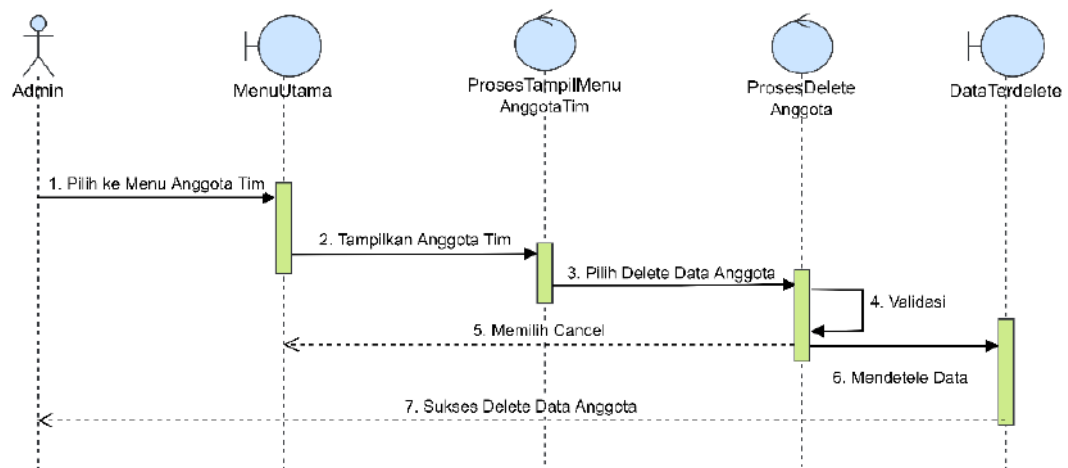 Admin
MenuUtama
ProsesTampilMenu
AnggotaTim
ProsesDelete
Anggota
DataTerdelete
1. Pilih ke Menu Anggota Tim
2. Tampilkan Anggota Tim
3. Pilih Delete Data Anggota
4. Validasi
5. Memilih Cancel
6. Mendetele Data
7. Sukses Delete Data Anggota